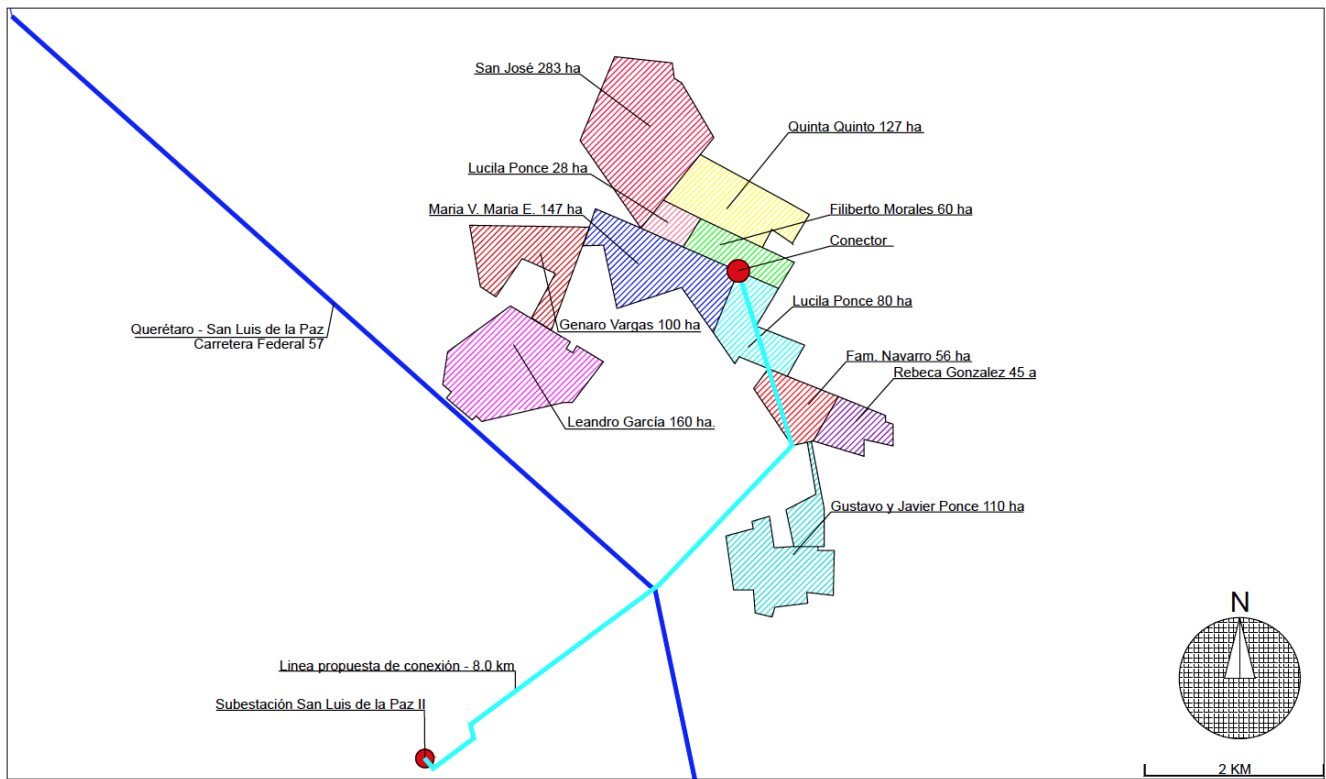 San José 283 ha
Quinta Quinto 127 ha
Lucila Ponce 28 ha
Maria V. Maria E. 147 ha
Filiberto Morales 60 ha
Conector
Lucila Ponce 80 ha
Querétaro - San Luis de la Paz
Carretera Federal 57
Genaro Vargas 100 ha
Fam. Navarro 56 ha
Rebeca Gonzalez 45 a
Leandro García 160 ha.
Gustavo y Javier Ponce 110 ha
N
Linea propuesta de conexión - 8.0 km
Subestación San Luis de la Paz II
2 KM